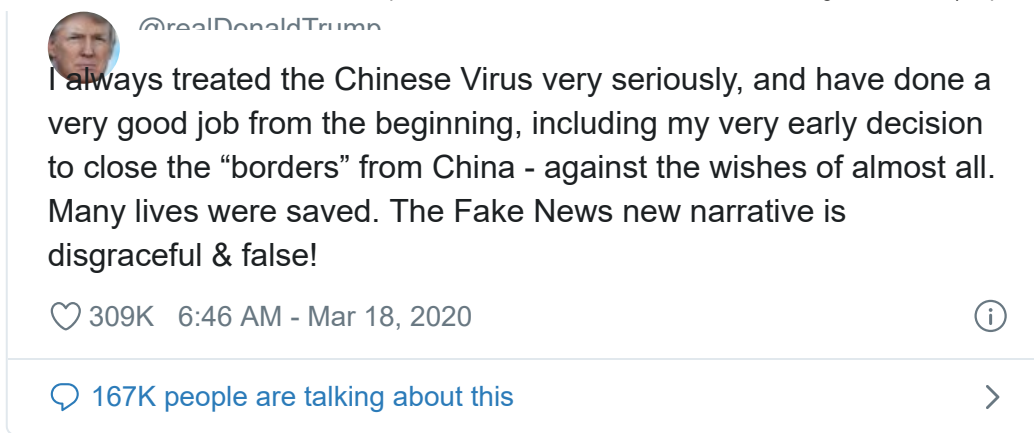 @realDonaldTrump
I always treated the Chinese Virus very seriously, and have done a
very good job from the beginning, including my very early decision
to close the “borders” from China - against the wishes of almost all.
Many lives were saved. The Fake News new narrative is
disgraceful & false!
309K 6:46 AM - Mar 18, 2020
167K people are talking about this